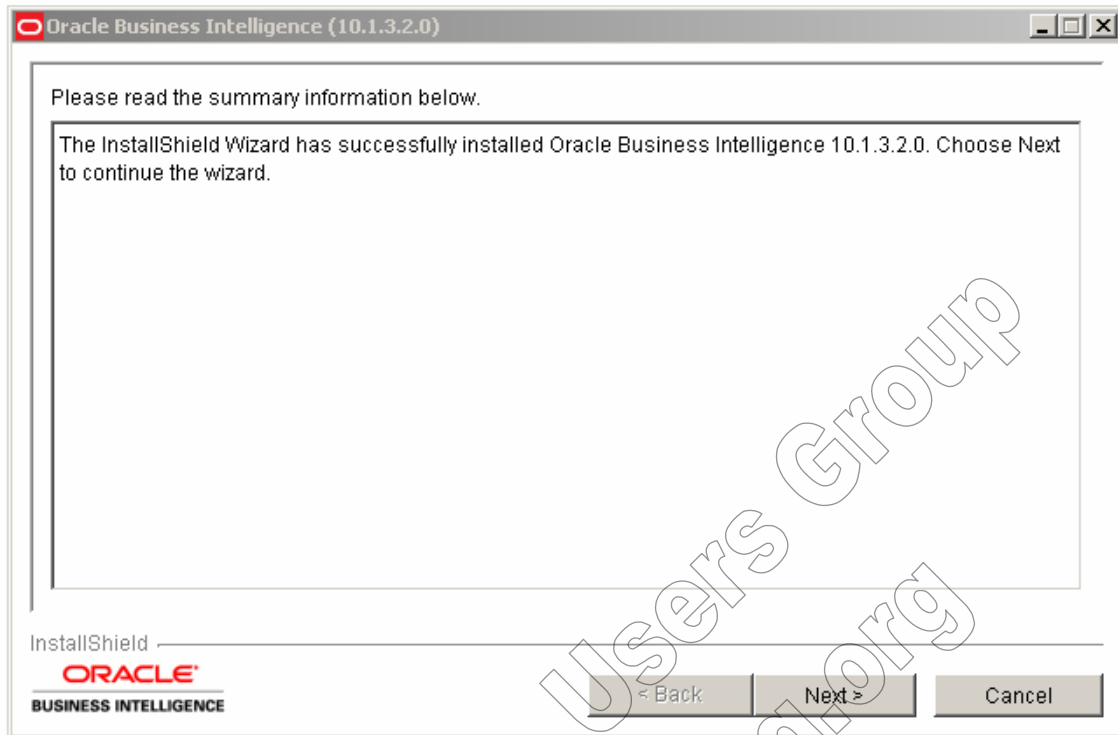 Oracle Business Intelligence (10.1.3.2.0)
Please read the summary information below.
The InstallShield Wizard has successfully installed Oracle Business Intelligence 10.1.3.2.0. Choose Next
to continue the wizard.
Users Group
InstallShield
ORACLE
BUSINESS INTELLIGENCE
< Back
Next >
Cancel